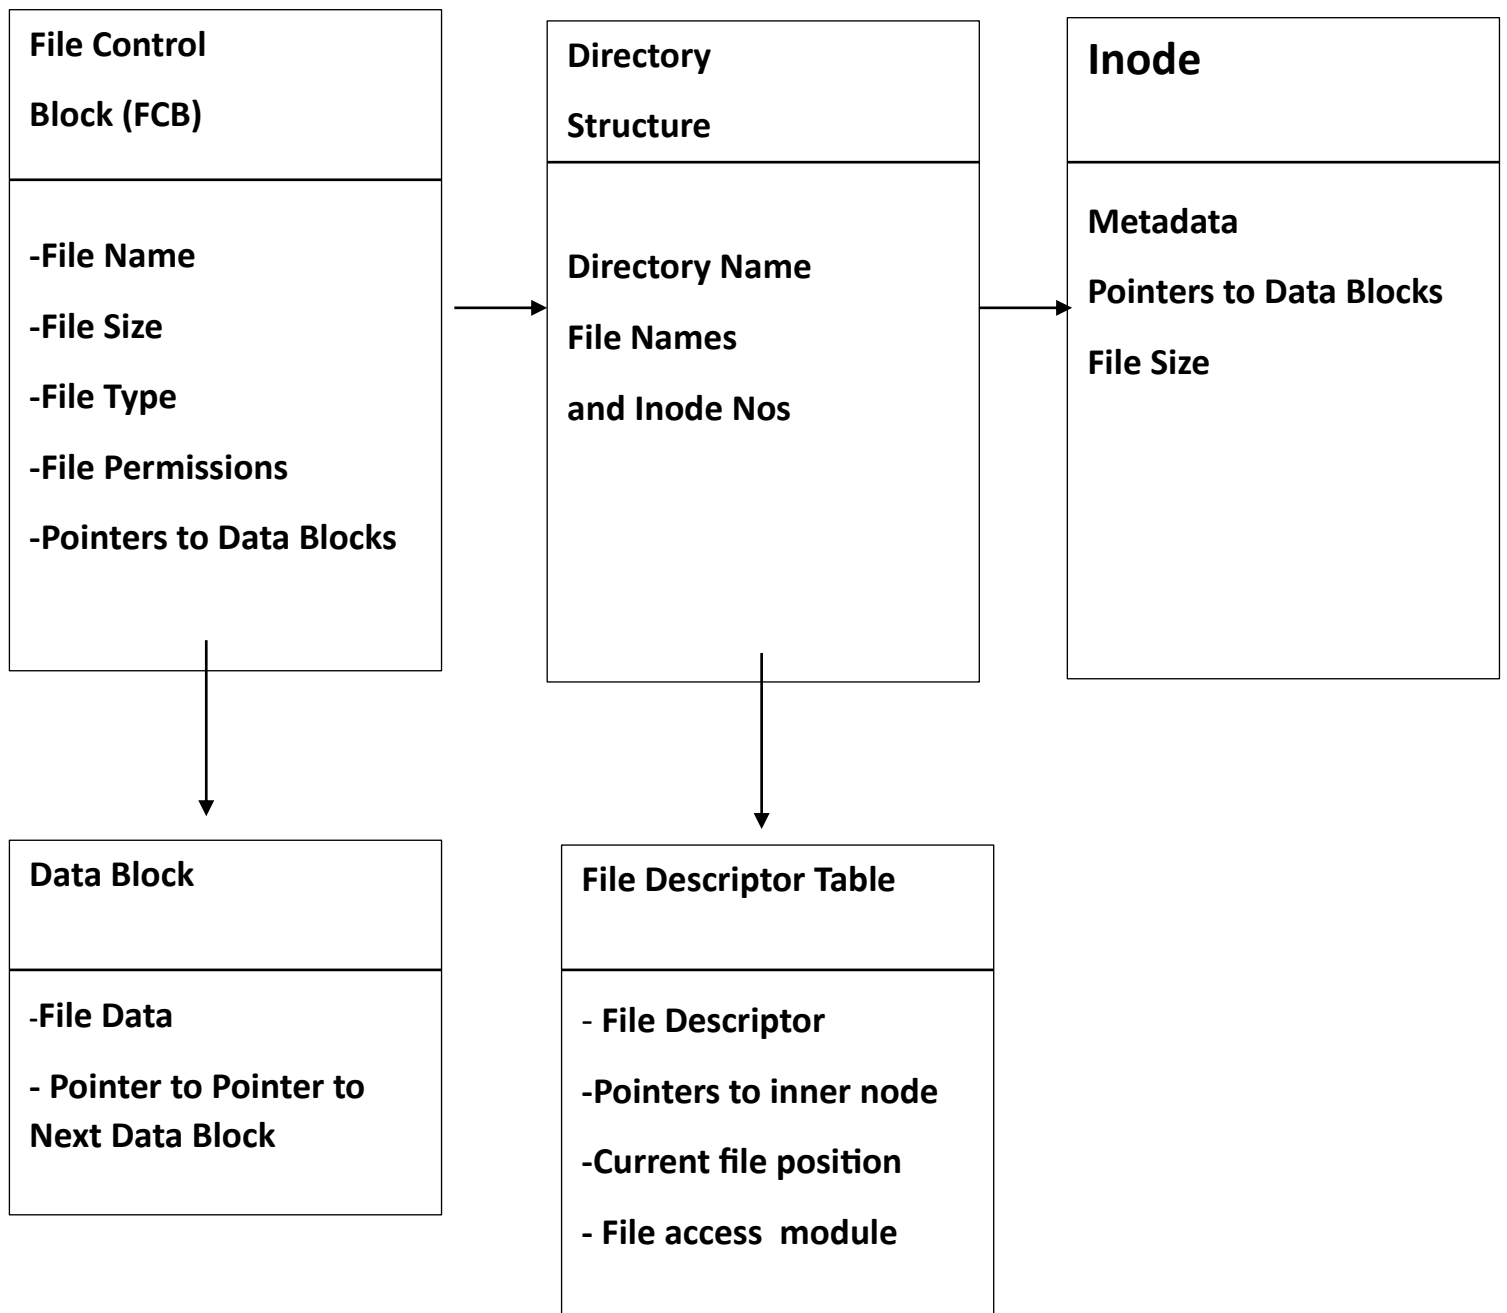 File Control
Block (FCB)
-File Name
-File Size
-File Type
-File Permissions
-Pointers to Data Blocks
Directory
Structure
Directory Name
File Names
and Inode Nos
Inode
Metadata
Pointers to Data Blocks
File Size
Data Block
-File Data
- Pointer to Pointer to
Next Data Block
File Descriptor Table
- File Descriptor
-Pointers to inner node
-Current file position
- File access  module